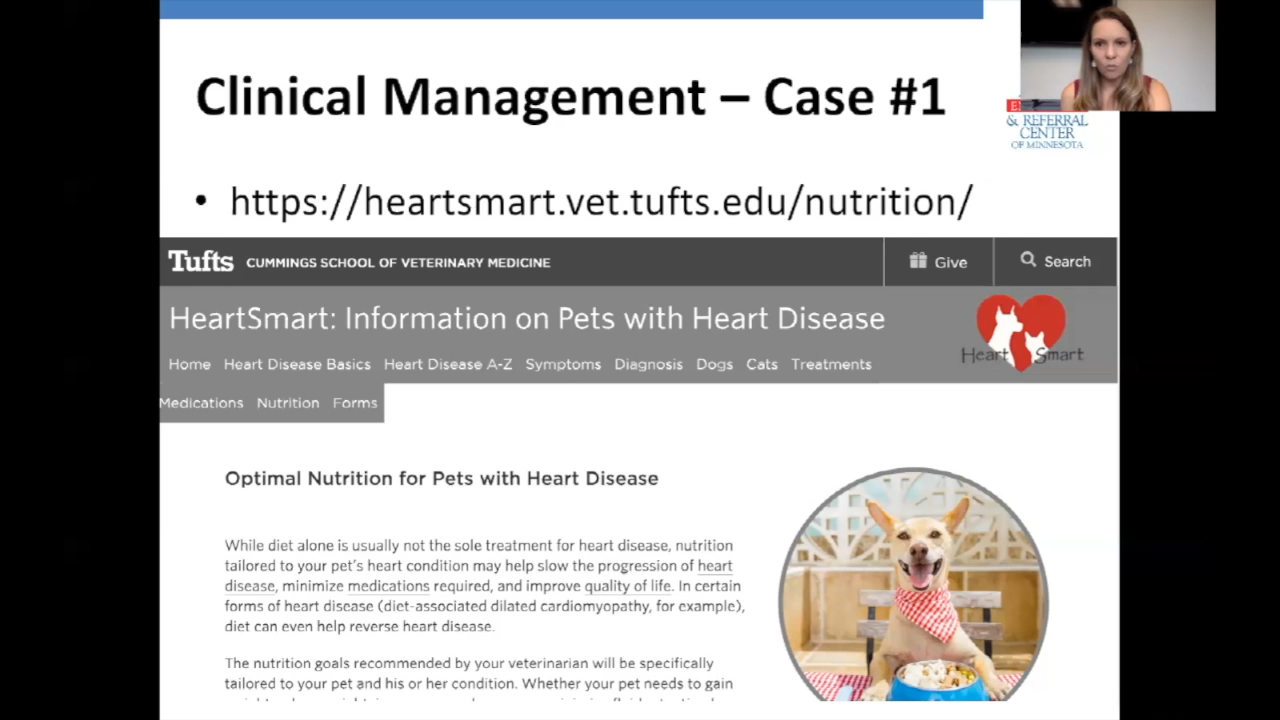 Clinical Management – Case #1
& REFERRAL
CENTER
OF MINNESOTA
• https://heartsmart.vet.tufts.edu/nutrition/
Tufts CUMMINGS SCHOOL OF VETERINARY MEDICINE Give Search
HeartSmart: Information on Pets with Heart Disease
Heart Smart
Home Heart Disease Basics Heart Disease A-Z Symptoms Diagnosis Dogs Cats Treatments
Medications Nutrition Forms
Optimal Nutrition for Pets with Heart Disease
While diet alone is usually not the sole treatment for heart disease, nutrition
tailored to your pet's heart condition may help slow the progression of heart
disease, minimize medications required, and improve quality of life. In certain
forms of heart disease (diet-associated dilated cardiomyopathy, for example),
diet can even help reverse heart disease.
The nutrition goals recommended by your veterinarian will be specifically
tailored to your pet and his or her condition. Whether your pet needs to gain